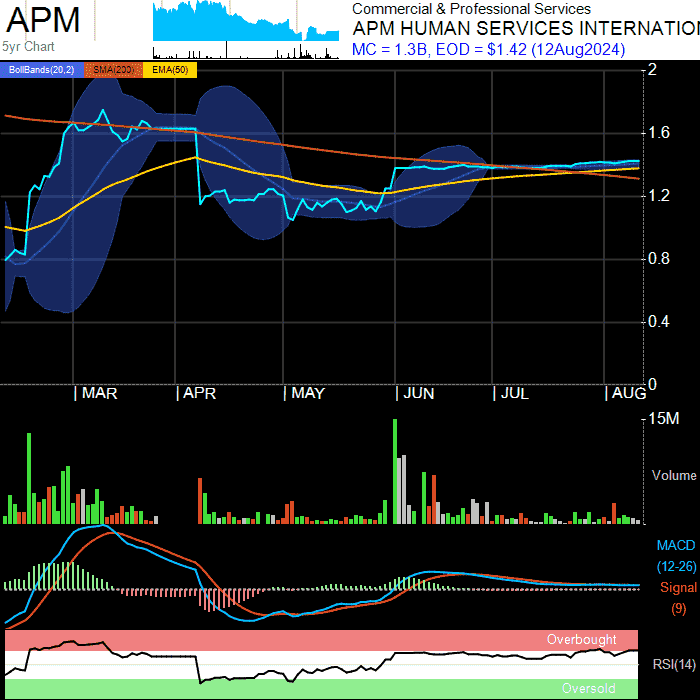 APM
5yr Chart
Commercial & Professional Services
APM HUMAN SERVICES INTERNATIO
MC = 1.3B, EOD = $1.42 (12Aug2024)
BollBands(20,2) SMA(200) EMA(50)
2
1.6
1.2
0.8
0.4
0
MAR APR MAY JUN JUL AUG
15M
Volume
MACD
(12-26)
Signal
(9)
Overbought
RSI(14)
Oversold